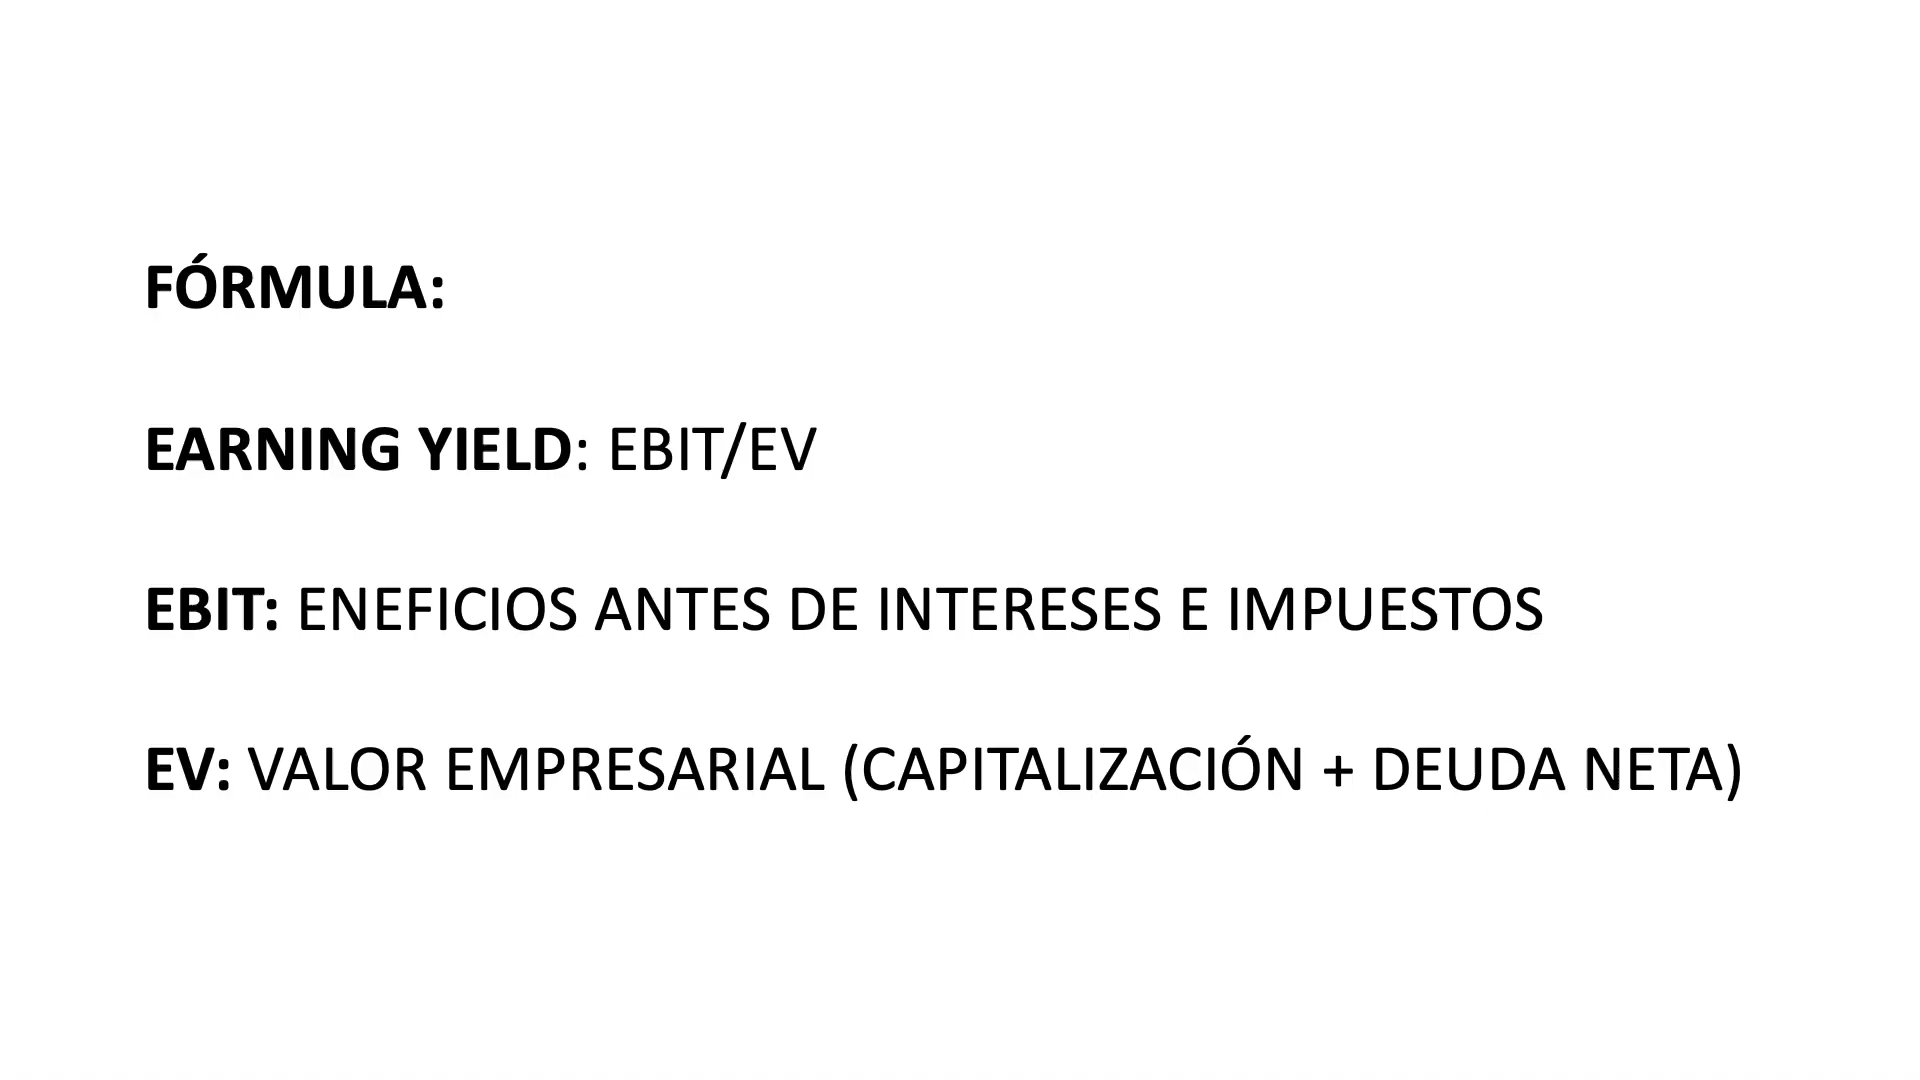 FÓRMULA:
EARNING YIELD: EBIT/EV
EBIT: ENEFICIOS ANTES DE INTERESES E IMPUESTOS
EV: VALOR EMPRESARIAL (CAPITALIZACIÓN + DEUDA NETA)